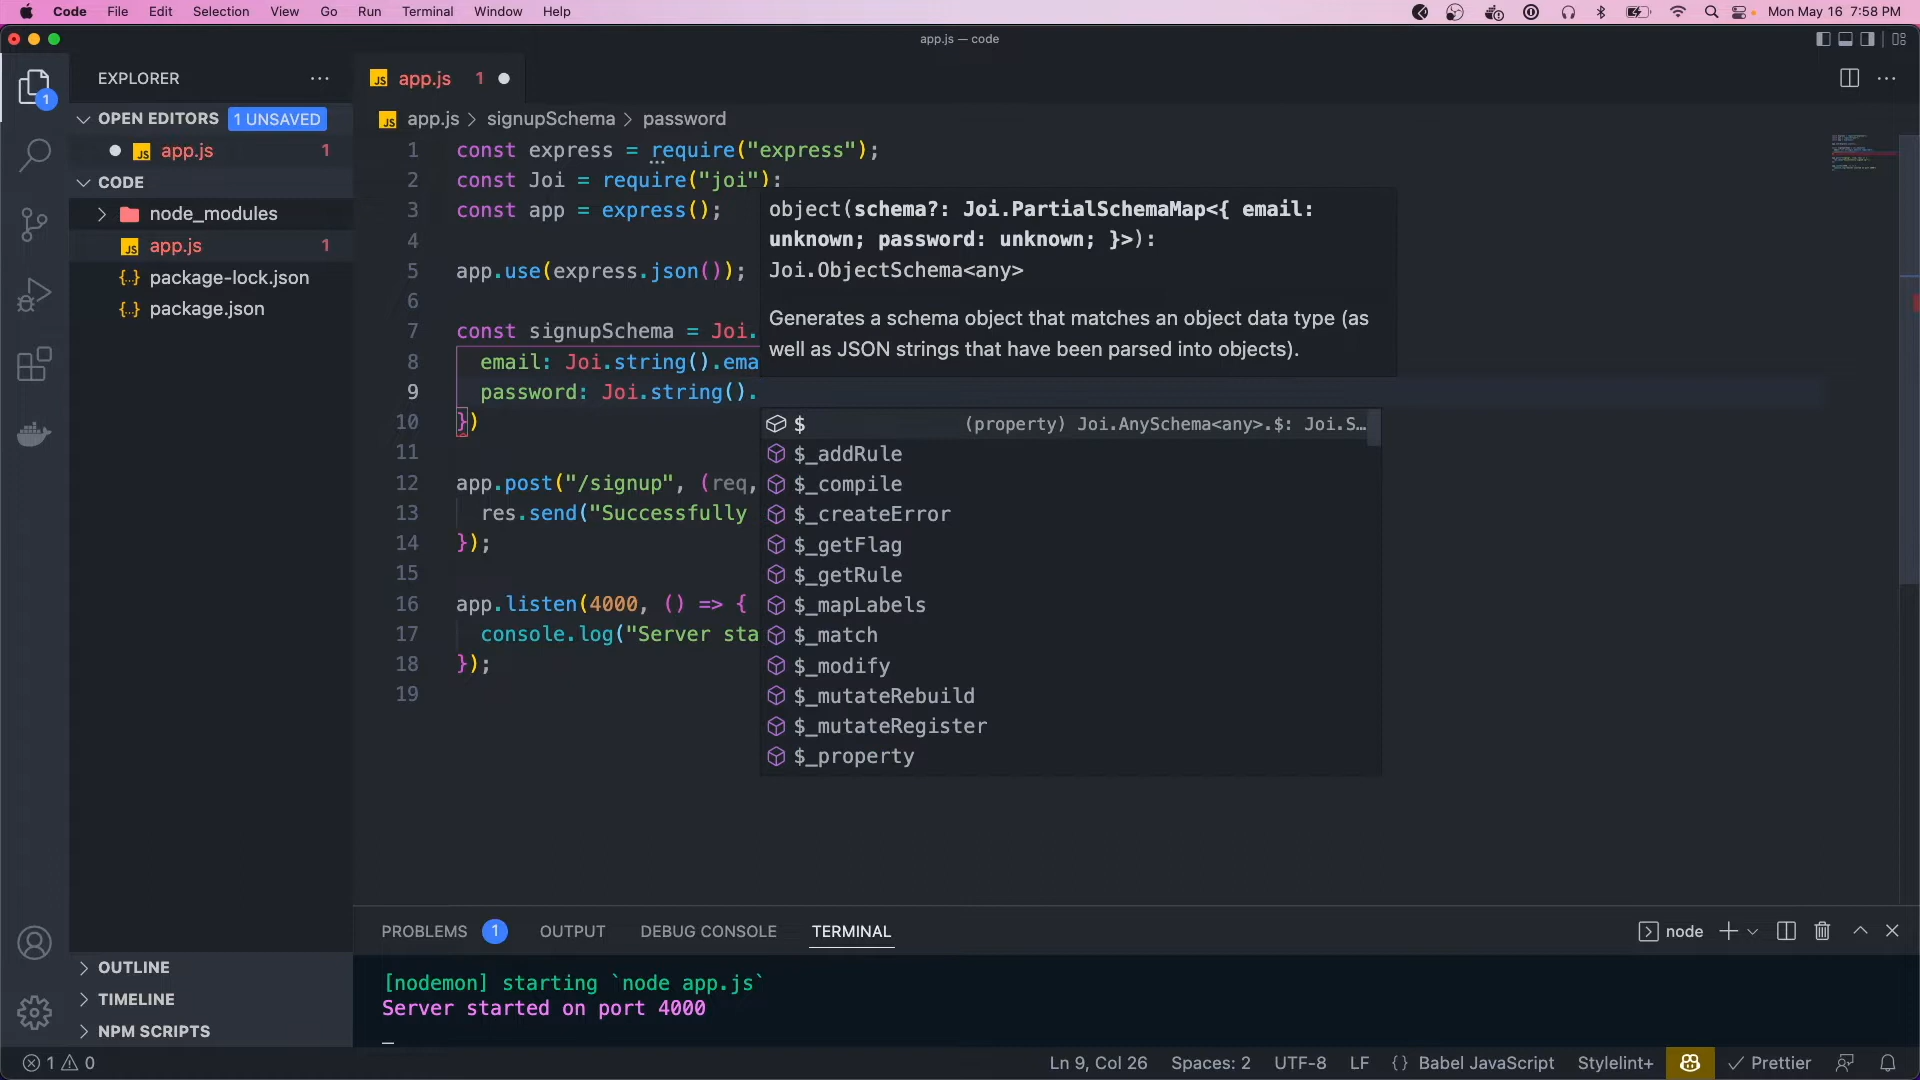 Code File Edit Selection View Go Run Terminal Window Help Mon May 16 7:58 PM
app.js — code
EXPLORER
app.js 1
OPEN EDITORS 1 UNSAVED
app.js > signupSchema > password
app.js 1
CODE
node_modules
app.js 1
package-lock.json
package.json
1 const express = require("express");
2 const Joi = require("joi"):
3 const app = express();
4
5 app.use(express.json());
6
7 const signupSchema = Joi.
8 email: Joi.string().ema
9 password: Joi.string().
10 })
11
12 app.post("/signup", (req,
13 res.send("Successfully
14 });
15
16 app.listen(4000, () => {
17 console.log("Server sta
18 });
19
object(schema?: Joi.PartialSchemaMap<{ email:
unknown; password: unknown; }>):
Joi.ObjectSchema<any>
Generates a schema object that matches an object data type (as
well as JSON strings that have been parsed into objects).
$ (property) Joi.AnySchema<any>.$: Joi.S…
$_addRule
$_compile
$_createError
$_getFlag
$_getRule
$_mapLabels
$_match
$_modify
$_mutateRebuild
$_mutateRegister
$_property
PROBLEMS 1 OUTPUT DEBUG CONSOLE TERMINAL node
[nodemon] starting `node app.js`
Server started on port 4000
OUTLINE
TIMELINE
NPM SCRIPTS
1 0 Ln 9, Col 26 Spaces: 2 UTF-8 LF {} Babel JavaScript Stylelint+ Prettier